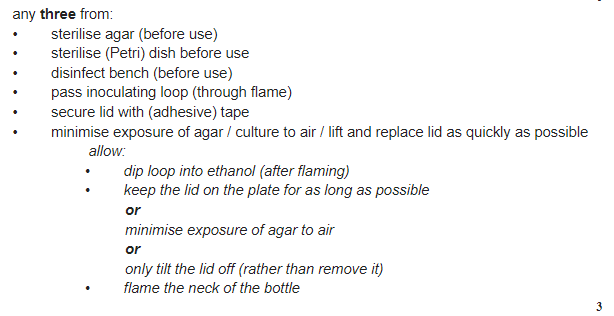 any three from:
• sterilise agar (before use)
• sterilise (Petri) dish before use
• disinfect bench (before use)
• pass inoculating loop (through flame)
• secure lid with (adhesive) tape
• minimise exposure of agar / culture to air / lift and replace lid as quickly as possible
allow:
• dip loop into ethanol (after flaming)
• keep the lid on the plate for as long as possible
or
minimise exposure of agar to air
or
only tilt the lid off (rather than remove it)
• flame the neck of the bottle
3